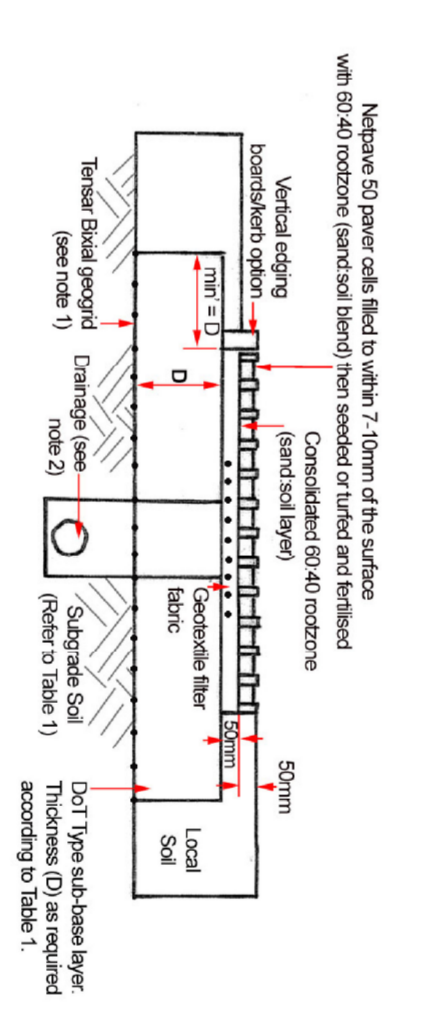 Netpave 50 paver cells filled to within 7-10mm of the surface
with 60:40 rootzone (sand:soil blend) then seeded or turfed and fertilised
Vertical edging
boards/kerb option
Consolidated 60:40 rootzone
(sand:soil layer)
50mm
50mm
min' = D
D
Geotextile filter
fabric
Local
Soil
Tensar Bixial geogrid
(see note 1)
Drainage (see
note 2)
Subgrade Soil
(Refer to Table 1)
DoT Type sub-base layer.
Thickness (D) as required
according to Table 1.